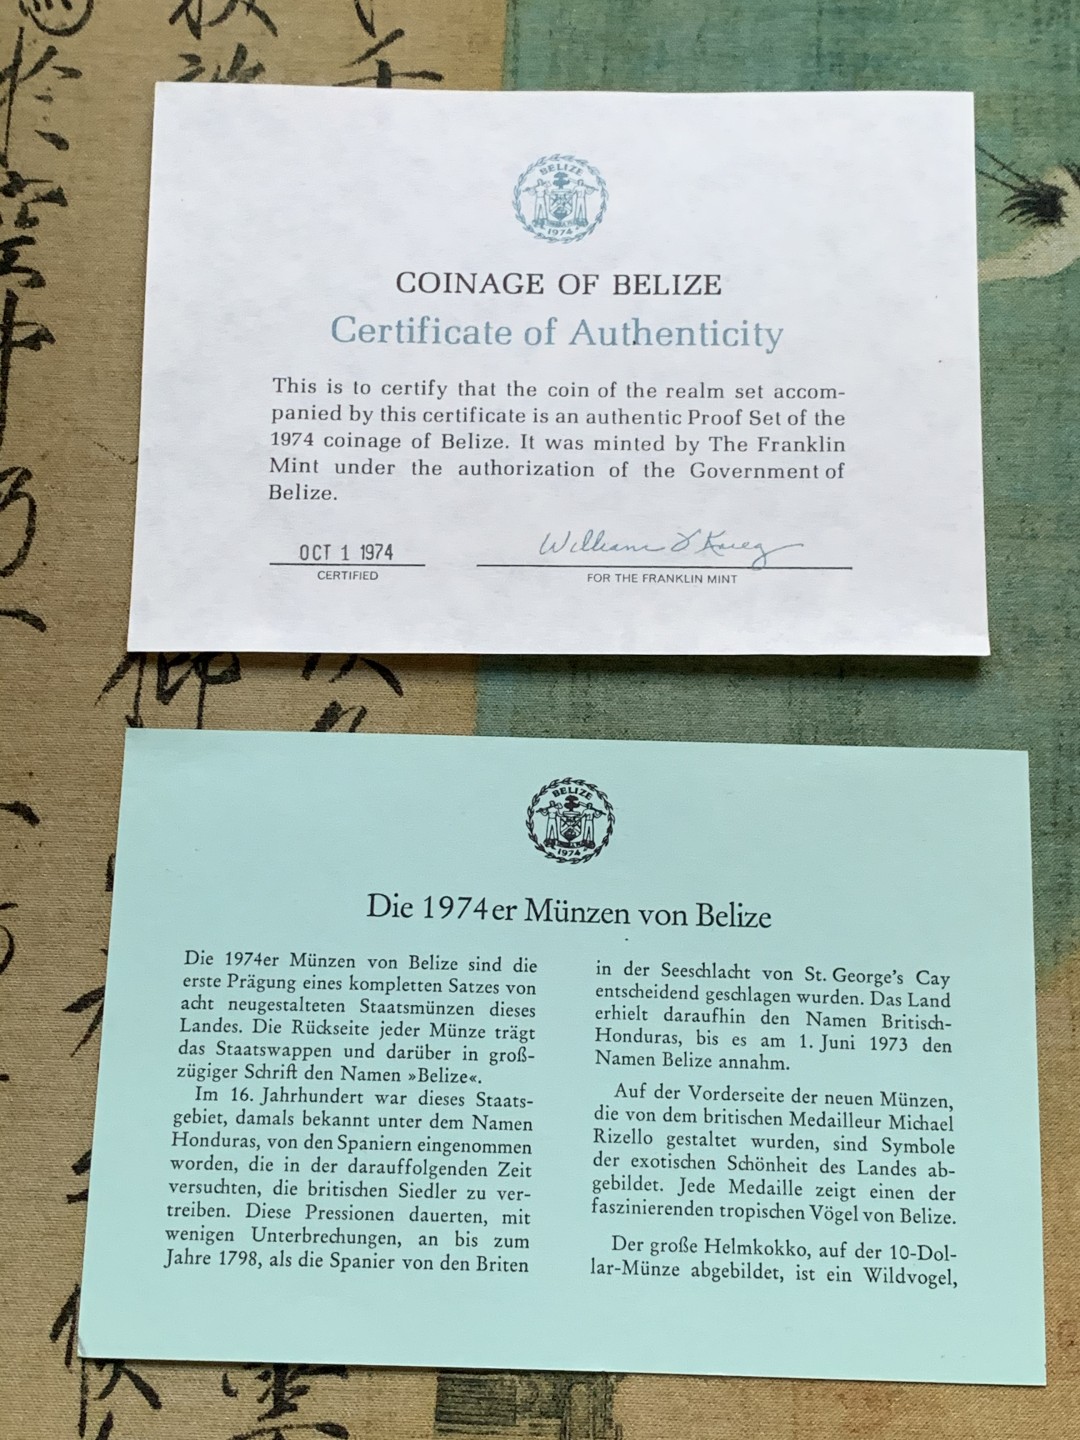 BELIZE
1974
COINAGE OF BELIZE
Certificate of Authenticity
This is to certify that the coin of the realm set accom-
panied by this certificate is an authentic Proof Set of the
1974 coinage of Belize. It was minted by The Franklin
Mint under the authorization of the Government of
Belize.
OCT 1 1974
CERTIFIED
FOR THE FRANKLIN MINT
BELIZE
1974
Die 1974er Münzen von Belize
Die 1974er Münzen von Belize sind die
erste Prägung eines kompletten Satzes von
acht neugestalteten Staatsmünzen dieses
Landes. Die Rückseite jeder Münze trägt
das Staatswappen und darüber in groß-
zügiger Schrift den Namen »Belize«.
Im 16. Jahrhundert war dieses Staats-
gebiet, damals bekannt unter dem Namen
Honduras, von den Spaniern eingenommen
worden, die in der darauffolgenden Zeit
versuchten, die britischen Siedler zu ver-
treiben. Diese Pressionen dauerten, mit
wenigen Unterbrechungen, an bis zum
Jahre 1798, als die Spanier von den Briten
in der Seeschlacht von St. George's Cay
entscheidend geschlagen wurden. Das Land
erhielt daraufhin den Namen Britisch-
Honduras, bis es am 1. Juni 1973 den
Namen Belize annahm.
Auf der Vorderseite der neuen Münzen,
die von dem britischen Medailleur Michael
Rizello gestaltet wurden, sind Symbole
der exotischen Schönheit des Landes ab-
gebildet. Jede Medaille zeigt einen der
faszinierenden tropischen Vögel von Belize.
Der große Helmkokko, auf der 10-Dol-
lar-Münze abgebildet, ist ein Wildvogel,